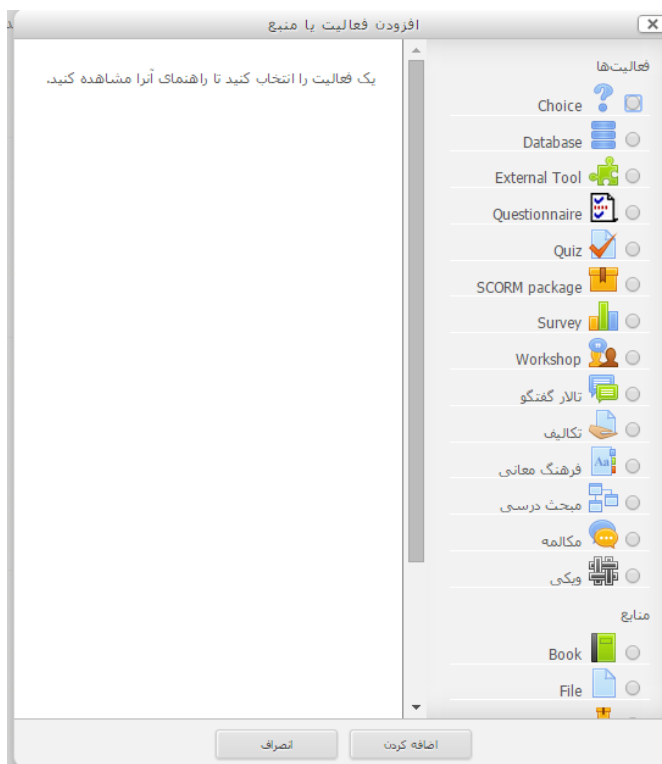 افزودن فعالیت یا منبع
فعالیت‌ها
Choice
Database
External Tool
Questionnaire
Quiz
SCORM package
Survey
Workshop
تالار گفتگو
تکالیف
فرهنگ معانی
مبحث درسی
مکالمه
ویکی
منابع
Book
File
یک فعالیت را انتخاب کنید تا راهنمای آنرا مشاهده کنید.
اضافه کردن
انصراف